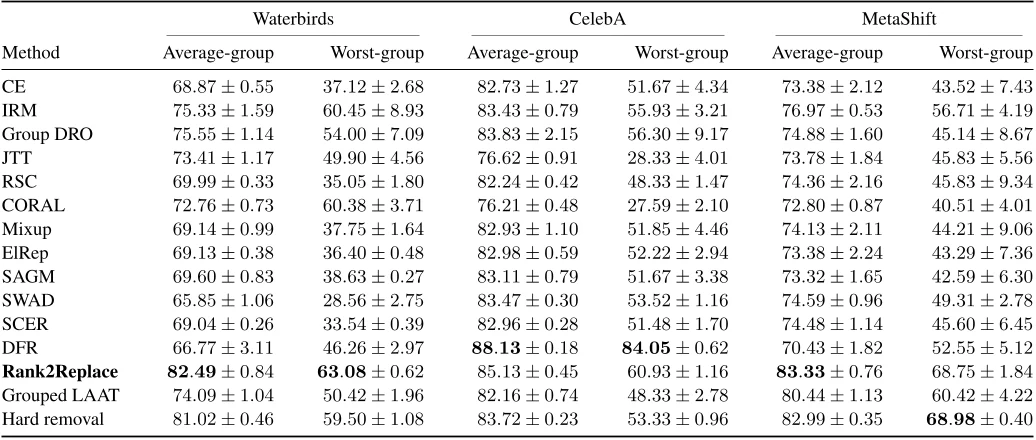 Waterbirds CelebA MetaShift
Method Average-group Worst-group Average-group Worst-group Average-group Worst-group
CE 68.87 ± 0.55 37.12 ± 2.68 82.73 ± 1.27 51.67 ± 4.34 73.38 ± 2.12 43.52 ± 7.43
IRM 75.33 ± 1.59 60.45 ± 8.93 83.43 ± 0.79 55.93 ± 3.21 76.97 ± 0.53 56.71 ± 4.19
Group DRO 75.55 ± 1.14 54.00 ± 7.09 83.83 ± 2.15 56.30 ± 9.17 74.88 ± 1.60 45.14 ± 8.67
JTT 73.41 ± 1.17 49.90 ± 4.56 76.62 ± 0.91 28.33 ± 4.01 73.78 ± 1.84 45.83 ± 5.56
RSC 69.99 ± 0.33 35.05 ± 1.80 82.24 ± 0.42 48.33 ± 1.47 74.36 ± 2.16 45.83 ± 9.34
CORAL 72.76 ± 0.73 60.38 ± 3.71 76.21 ± 0.48 27.59 ± 2.10 72.80 ± 0.87 40.51 ± 4.01
Mixup 69.14 ± 0.99 37.75 ± 1.64 82.93 ± 1.10 51.85 ± 4.46 74.13 ± 2.11 44.21 ± 9.06
ElRep 69.13 ± 0.38 36.40 ± 0.48 82.98 ± 0.59 52.22 ± 2.94 73.38 ± 2.24 43.29 ± 7.36
SAGM 69.60 ± 0.83 38.63 ± 0.27 83.11 ± 0.79 51.67 ± 3.38 73.32 ± 1.65 42.59 ± 6.30
SWAD 65.85 ± 1.06 28.56 ± 2.75 83.47 ± 0.30 53.52 ± 1.16 74.59 ± 0.96 49.31 ± 2.78
SCER 69.04 ± 0.26 33.54 ± 0.39 82.96 ± 0.28 51.48 ± 1.70 74.48 ± 1.14 45.60 ± 6.45
DFR 66.77 ± 3.11 46.26 ± 2.97 88.13 ± 0.18 84.05 ± 0.62 70.43 ± 1.82 52.55 ± 5.12
Rank2Replace 82.49 ± 0.84 63.08 ± 0.62 85.13 ± 0.45 60.93 ± 1.16 83.33 ± 0.76 68.75 ± 1.84
Grouped LAAT 74.09 ± 1.04 50.42 ± 1.96 82.16 ± 0.74 48.33 ± 2.78 80.44 ± 1.13 60.42 ± 4.22
Hard removal 81.02 ± 0.46 59.50 ± 1.08 83.72 ± 0.23 53.33 ± 0.96 82.99 ± 0.35 68.98 ± 0.40